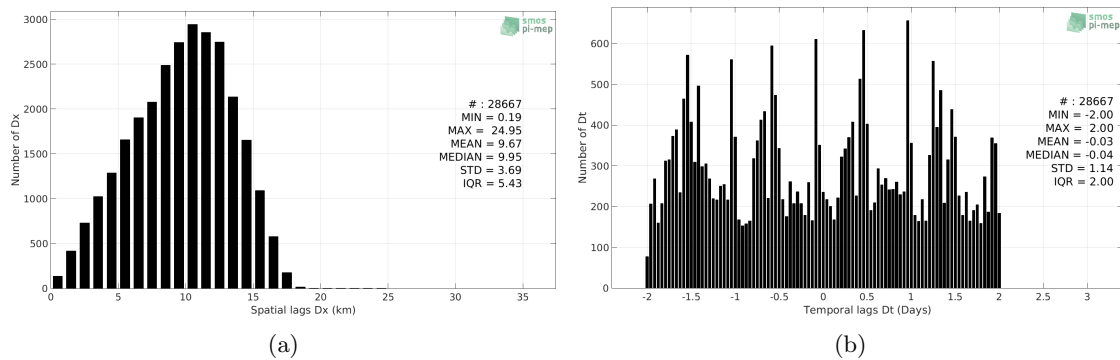 smos
pi-mep
Number of Dx
3000
2500
2000
1500
1000
500
0
# : 28667
MIN = 0.19
MAX = 24.95
MEAN = 9.67
MEDIAN = 9.95
STD = 3.69
IQR = 5.43
0 5 10 15 20 25 30 35
Spatial lags Dx (km)
(a)
smos
pi-mep
Number of Dt
600
500
400
300
200
100
0
# : 28667
MIN = -2.00
MAX = 2.00
MEAN = -0.03
MEDIAN = -0.04
STD = 1.14
IQR = 2.00
-2 -1.5 -1 -0.5 0 0.5 1 1.5 2 2.5 3
Temporal lags Dt (Days)
(b)